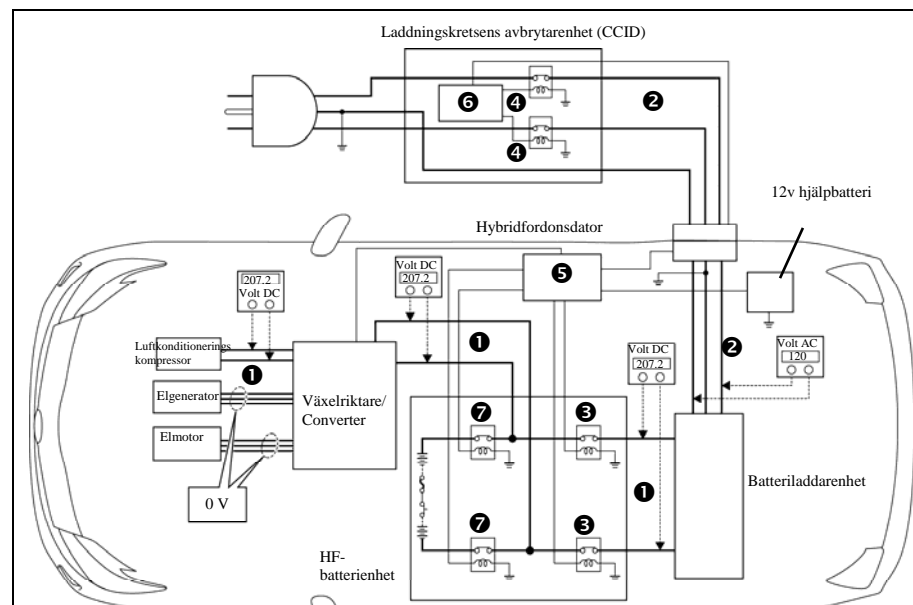 Laddningskretsens avbrytarenhet (CCID)
❻
❹
❷
❹
12v hjälpbatteri
Hybridfordonsdator
❺
207.2
Volt DC
Volt DC
207.2
Luftkonditionerings
kompressor
❶
❶
Volt DC
207.2
❷
Volt AC
120
Elgenerator
Växelriktare/
Converter
Elmotor
❼
❸
0 V
❶
Batteriladdarenhet
❼
❸
HF-
batterienhet